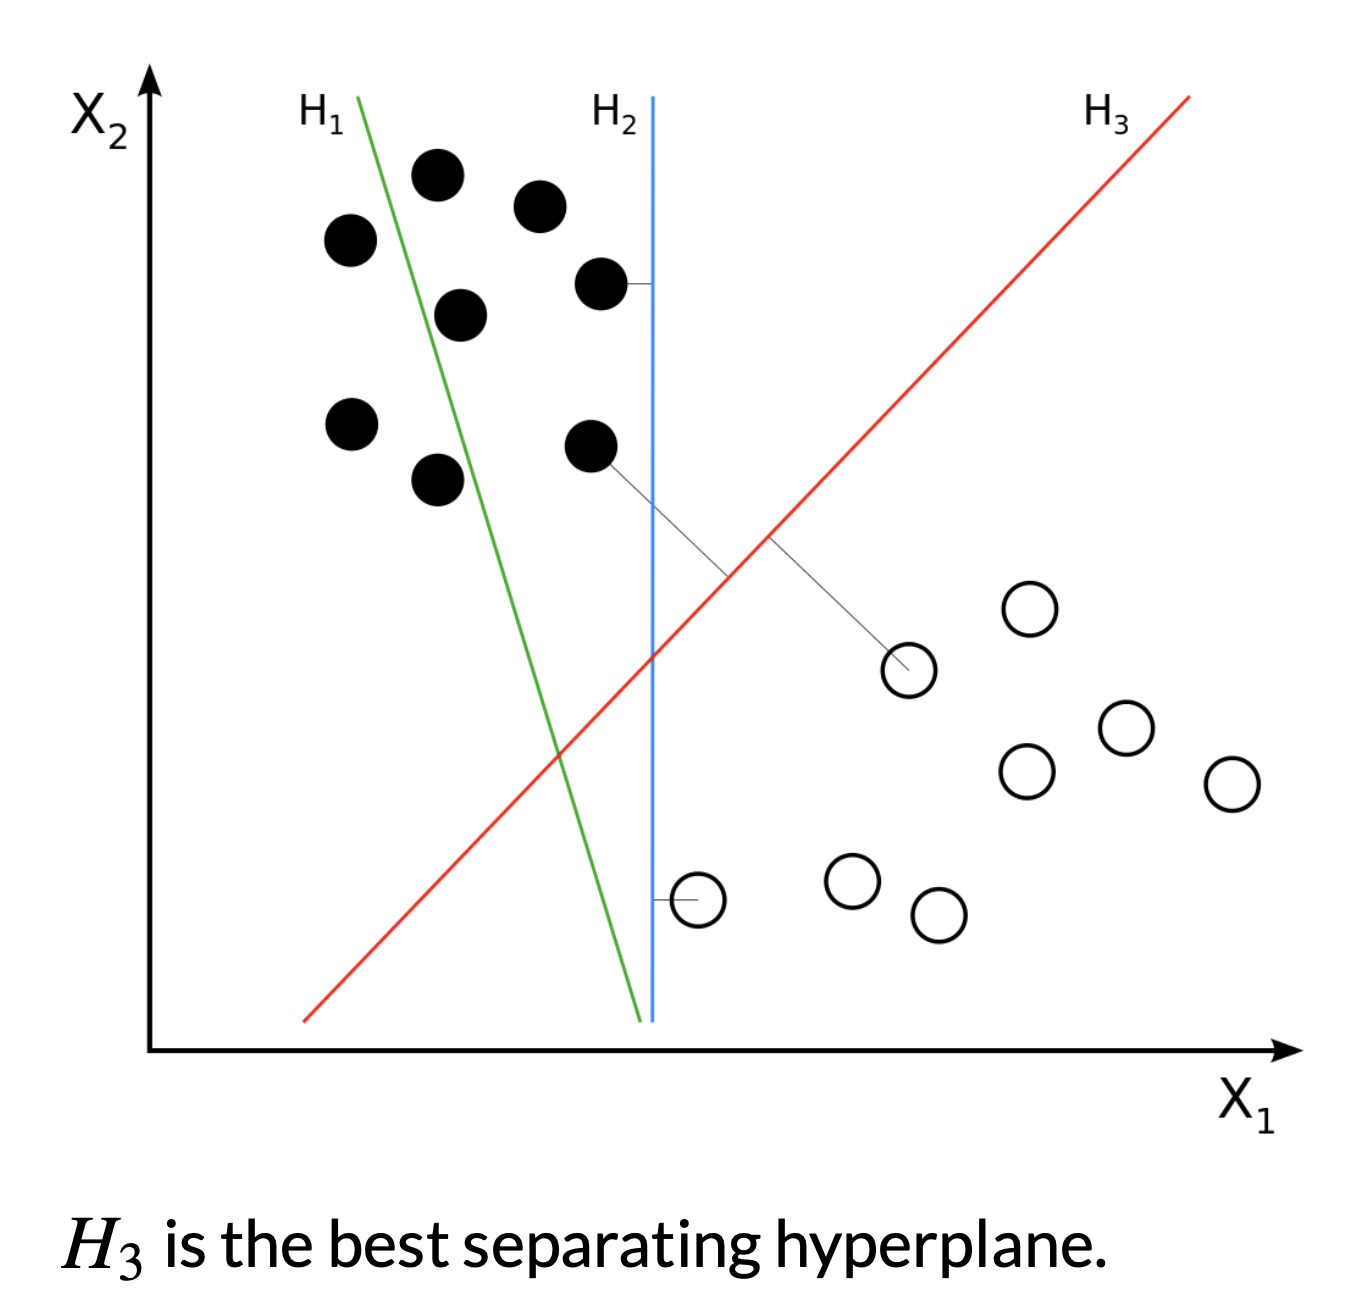 X₂
H₁
H₂
H₃
X₁
H₃ is the best separating hyperplane.